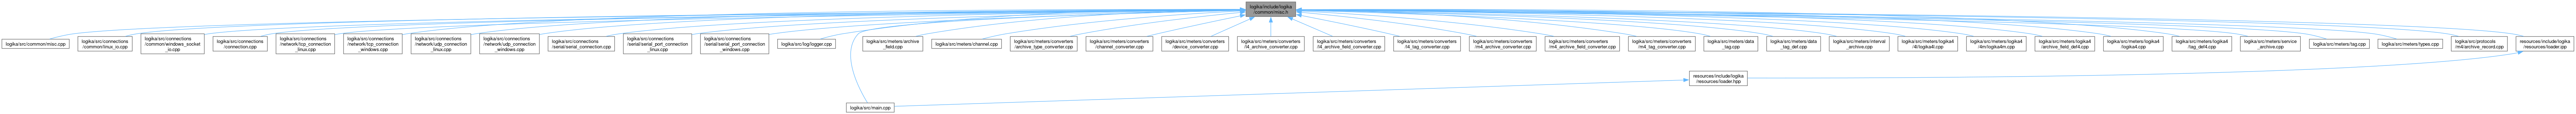 logika/include/logika
/common/misc.h
logika/src/common/misc.cpp
logika/src/connections
/common/linux_io.cpp
logika/src/connections
/common/windows_socket
_io.cpp
logika/src/connections
/connection.cpp
logika/src/connections
/network/tcp_connection
_linux.cpp
logika/src/connections
/network/tcp_connection
_windows.cpp
logika/src/connections
/network/udp_connection
_linux.cpp
logika/src/connections
/network/udp_connection
_windows.cpp
logika/src/connections
/serial/serial_connection.cpp
logika/src/connections
/serial/serial_port_connection
_linux.cpp
logika/src/connections
/serial/serial_port_connection
_windows.cpp
logika/src/log/logger.cpp
logika/src/meters/archive
_field.cpp
logika/src/meters/channel.cpp
logika/src/meters/converters
/archive_type_converter.cpp
logika/src/meters/converters
/channel_converter.cpp
logika/src/meters/converters
/device_converter.cpp
logika/src/meters/converters
/l4_archive_converter.cpp
logika/src/meters/converters
/l4_archive_field_converter.cpp
logika/src/meters/converters
/l4_tag_converter.cpp
logika/src/meters/converters
/m4_archive_converter.cpp
logika/src/meters/converters
/m4_archive_field_converter.cpp
logika/src/meters/converters
/m4_tag_converter.cpp
logika/src/meters/data
_tag.cpp
logika/src/meters/data
_tag_def.cpp
logika/src/meters/interval
_archive.cpp
logika/src/meters/logika4
/4l/logika4l.cpp
logika/src/meters/logika4
/4m/logika4m.cpp
logika/src/meters/logika4
/archive_field_def4.cpp
logika/src/meters/logika4
/logika4.cpp
logika/src/meters/logika4
/tag_def4.cpp
logika/src/meters/service
_archive.cpp
logika/src/meters/tag.cpp
logika/src/meters/types.cpp
logika/src/protocols
/m4/archive_record.cpp
resources/include/logika
/resources/loader.ipp
resources/include/logika
/resources/loader.hpp
logika/src/main.cpp